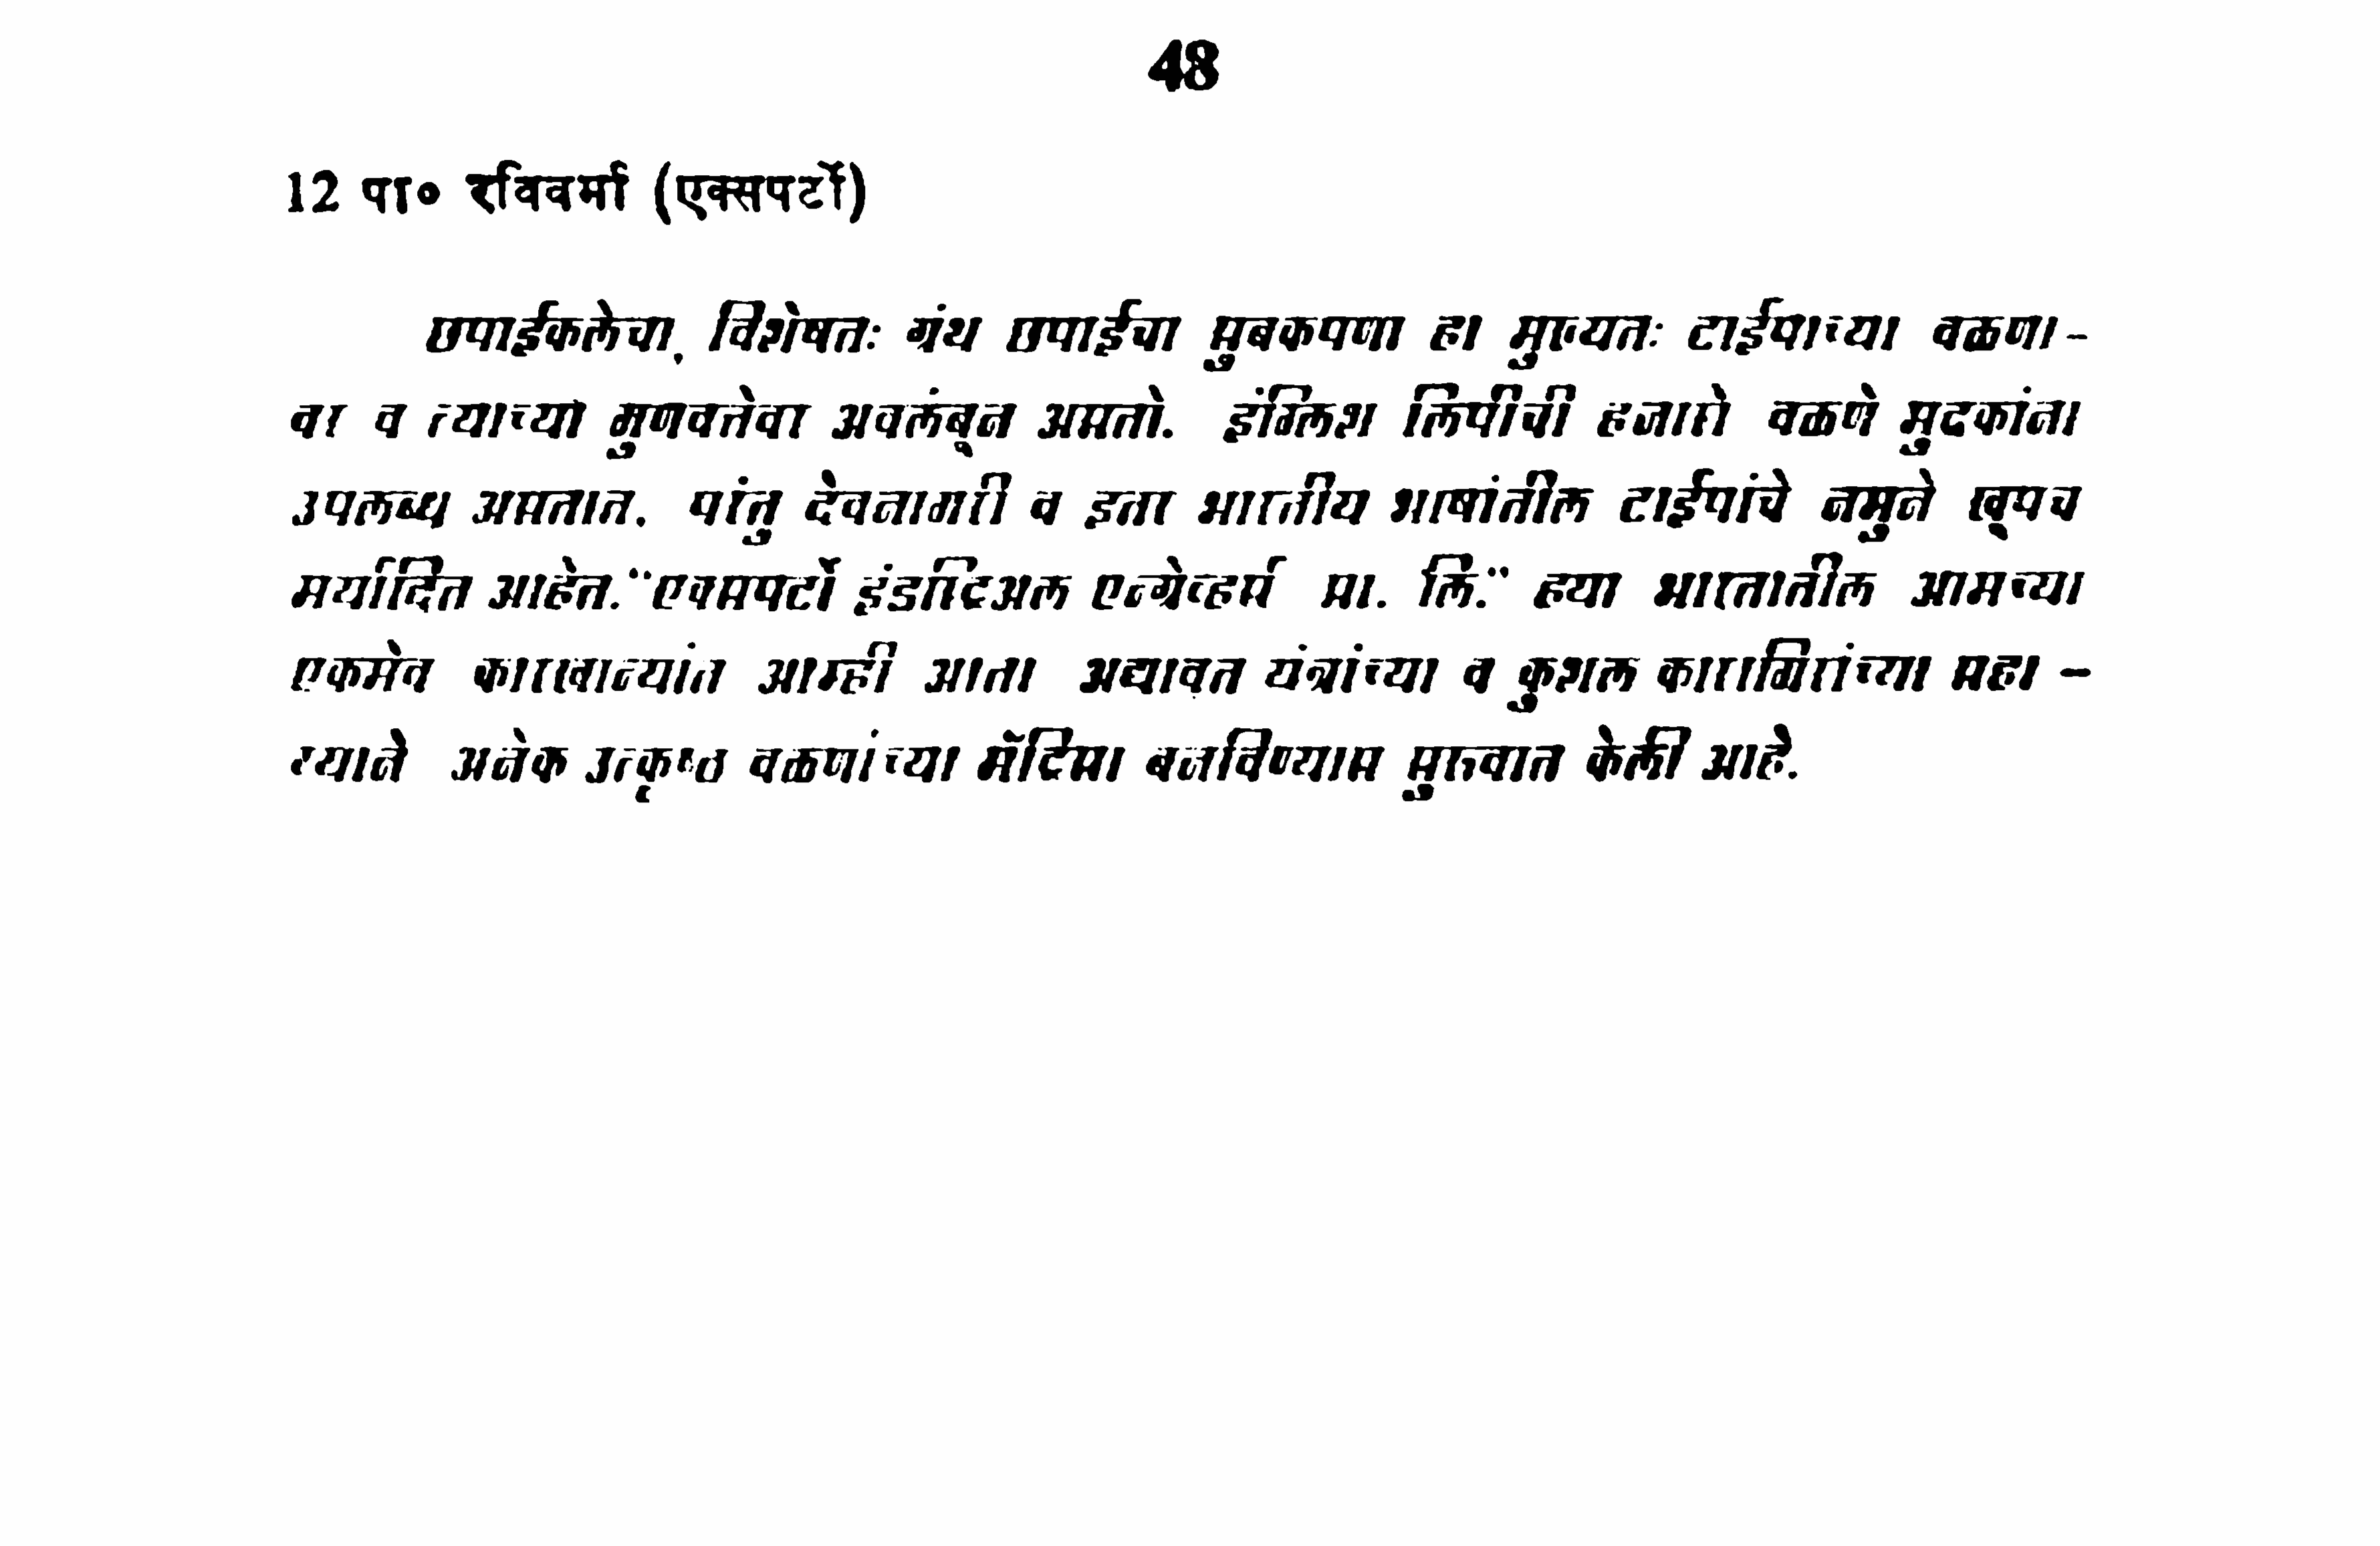 48
12 पा० रविवर्मा (एक्सपर्टो)
छपाईकलेचा, विशेषतः ग्रंथ छपाईचा सुबकपणा हा मुख्यतः टाईपाच्या वळणा-
वर व त्याच्या गुणवत्तेवर अवलंबून असतो. इंग्लिश लिपीची हजारो वळणे मुद्रकांना
उपलब्ध असतात. परंतु देवनागरी व इतर भारतीय भाषांतील टाईपांचे नमुने खूपच
मर्यादित आहेत. "एक्सपर्टो इंडस्ट्रिअल एन्ग्रेव्हर्स प्रा. लि." ह्या भारतातील आमच्या
एकमेव कारखान्यांत आम्ही आता अद्यावत यंत्रांच्या व कुशल कारागिरांच्या सहा-
य्याने अनेक उत्कृष्ठ वळणांच्या मॅट्रिसा बनविण्यास सुरुवात केली आहे.